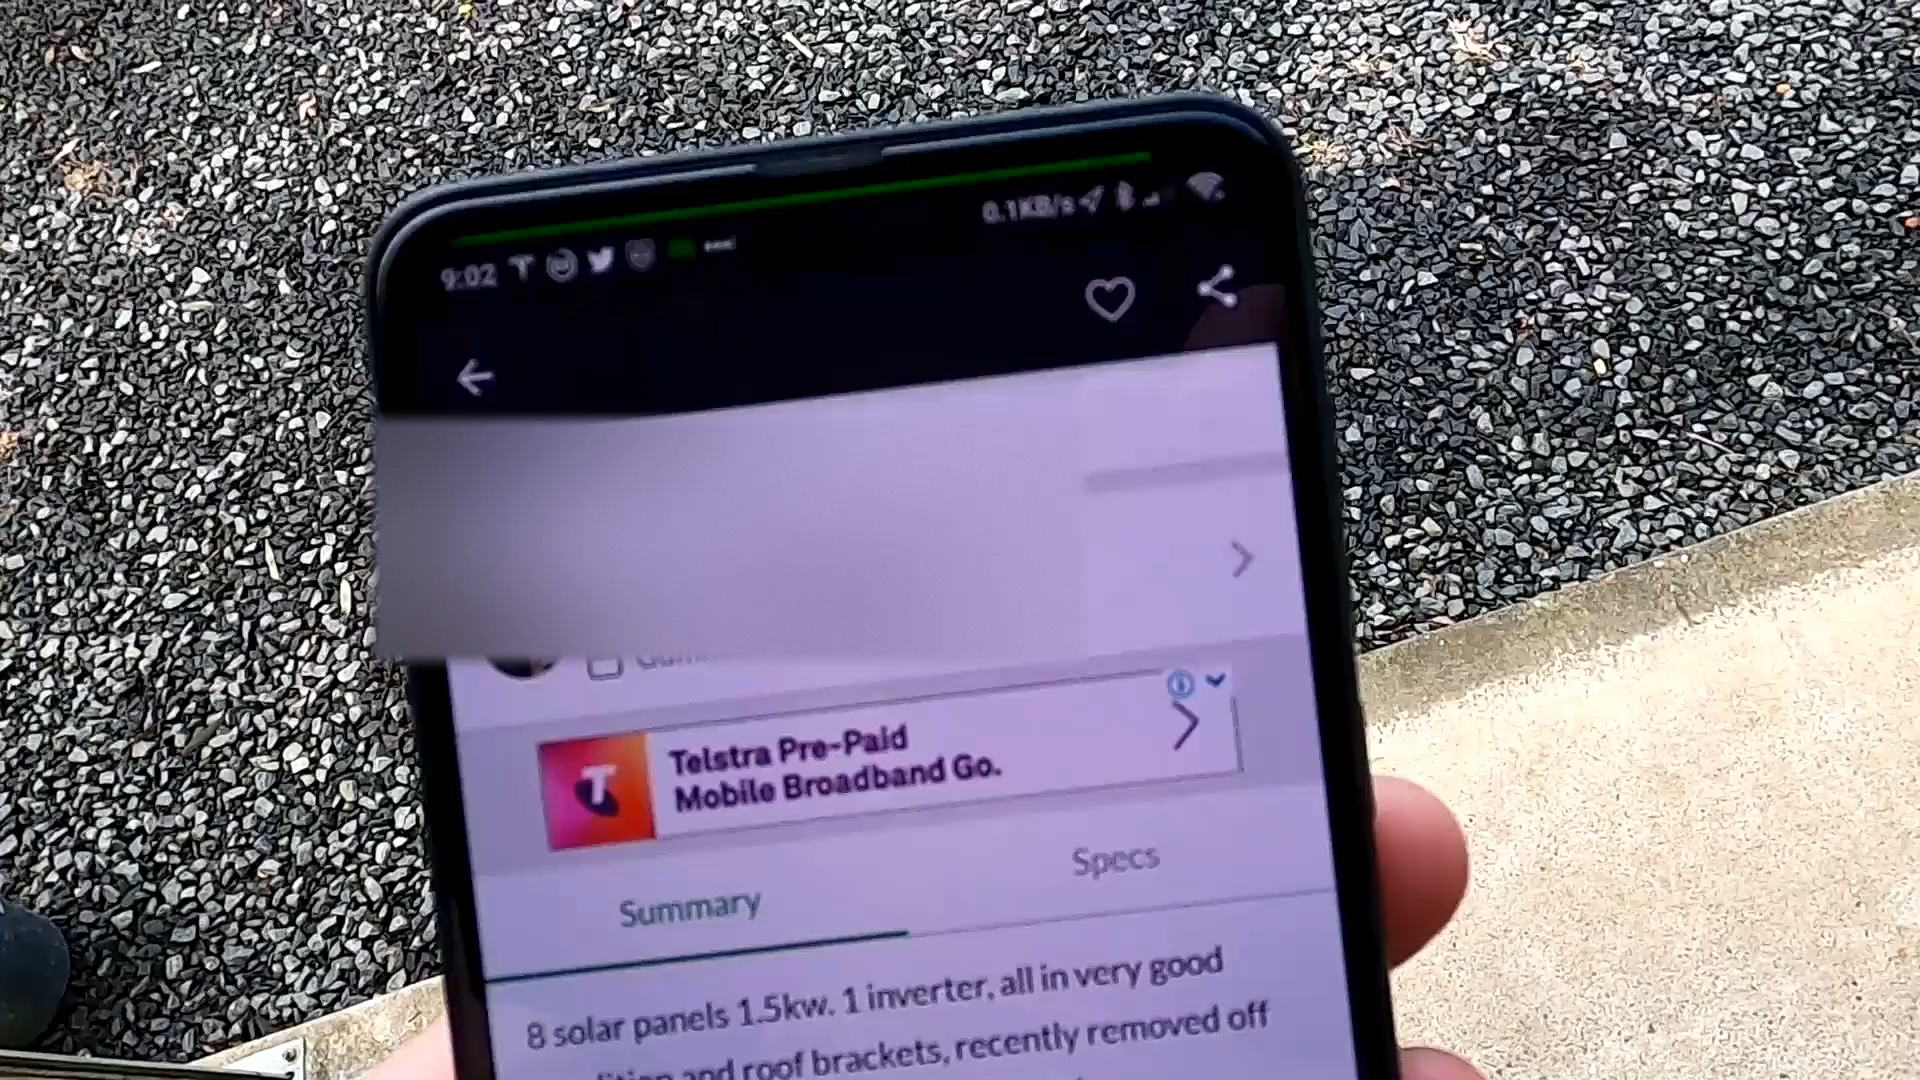 9:02
0.1KB/s
Telstra Pre-Paid
Mobile Broadband Go.
Summary
Specs
8 solar panels 1.5kw. 1 inverter, all in very good
and roof brackets, recently removed off